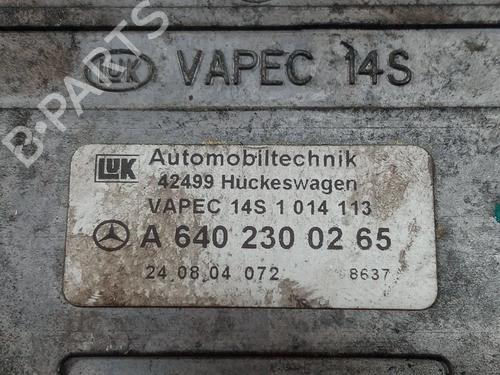 LUK VAPEC 14S
B-PARTS
LUK Automobiltechnik
42499 Hückeswagen
VAPEC 14S 1 014 113
A 640 230 02 65
24 08 04 072 8637